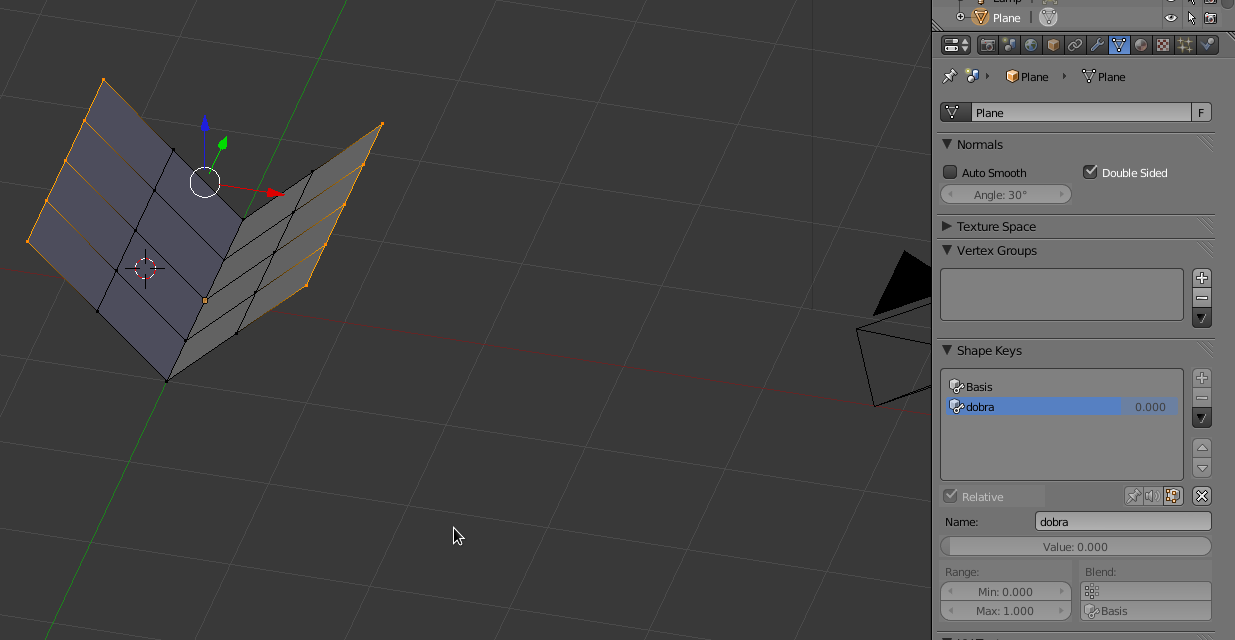 Lamp
Plane
Plane
Plane
Plane
F
Normals
Auto Smooth
Double Sided
Angle: 30°
Texture Space
Vertex Groups
Shape Keys
Basis
dobra 0.000
Relative
Name: dobra
Value: 0.000
Range: Blend:
Min: 0.000
Max: 1.000 Basis